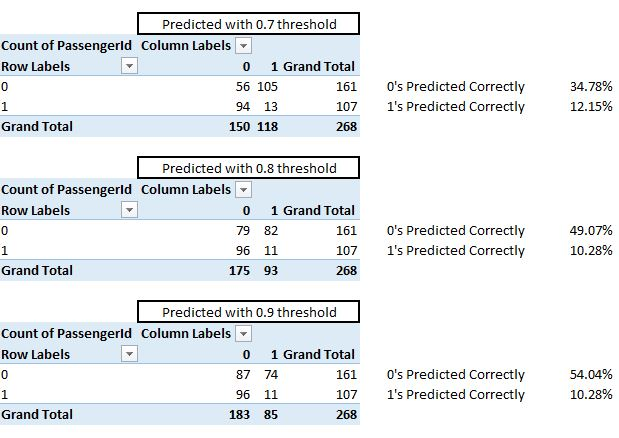 Predicted with 0.7 threshold
Count of PassengerId Column Labels
Row Labels 0 1 Grand Total
0 56 105 161 0's Predicted Correctly 34.78%
1 94 13 107 1's Predicted Correctly 12.15%
Grand Total 150 118 268
Predicted with 0.8 threshold
Count of PassengerId Column Labels
Row Labels 0 1 Grand Total
0 79 82 161 0's Predicted Correctly 49.07%
1 96 11 107 1's Predicted Correctly 10.28%
Grand Total 175 93 268
Predicted with 0.9 threshold
Count of PassengerId Column Labels
Row Labels 0 1 Grand Total
0 87 74 161 0's Predicted Correctly 54.04%
1 96 11 107 1's Predicted Correctly 10.28%
Grand Total 183 85 268